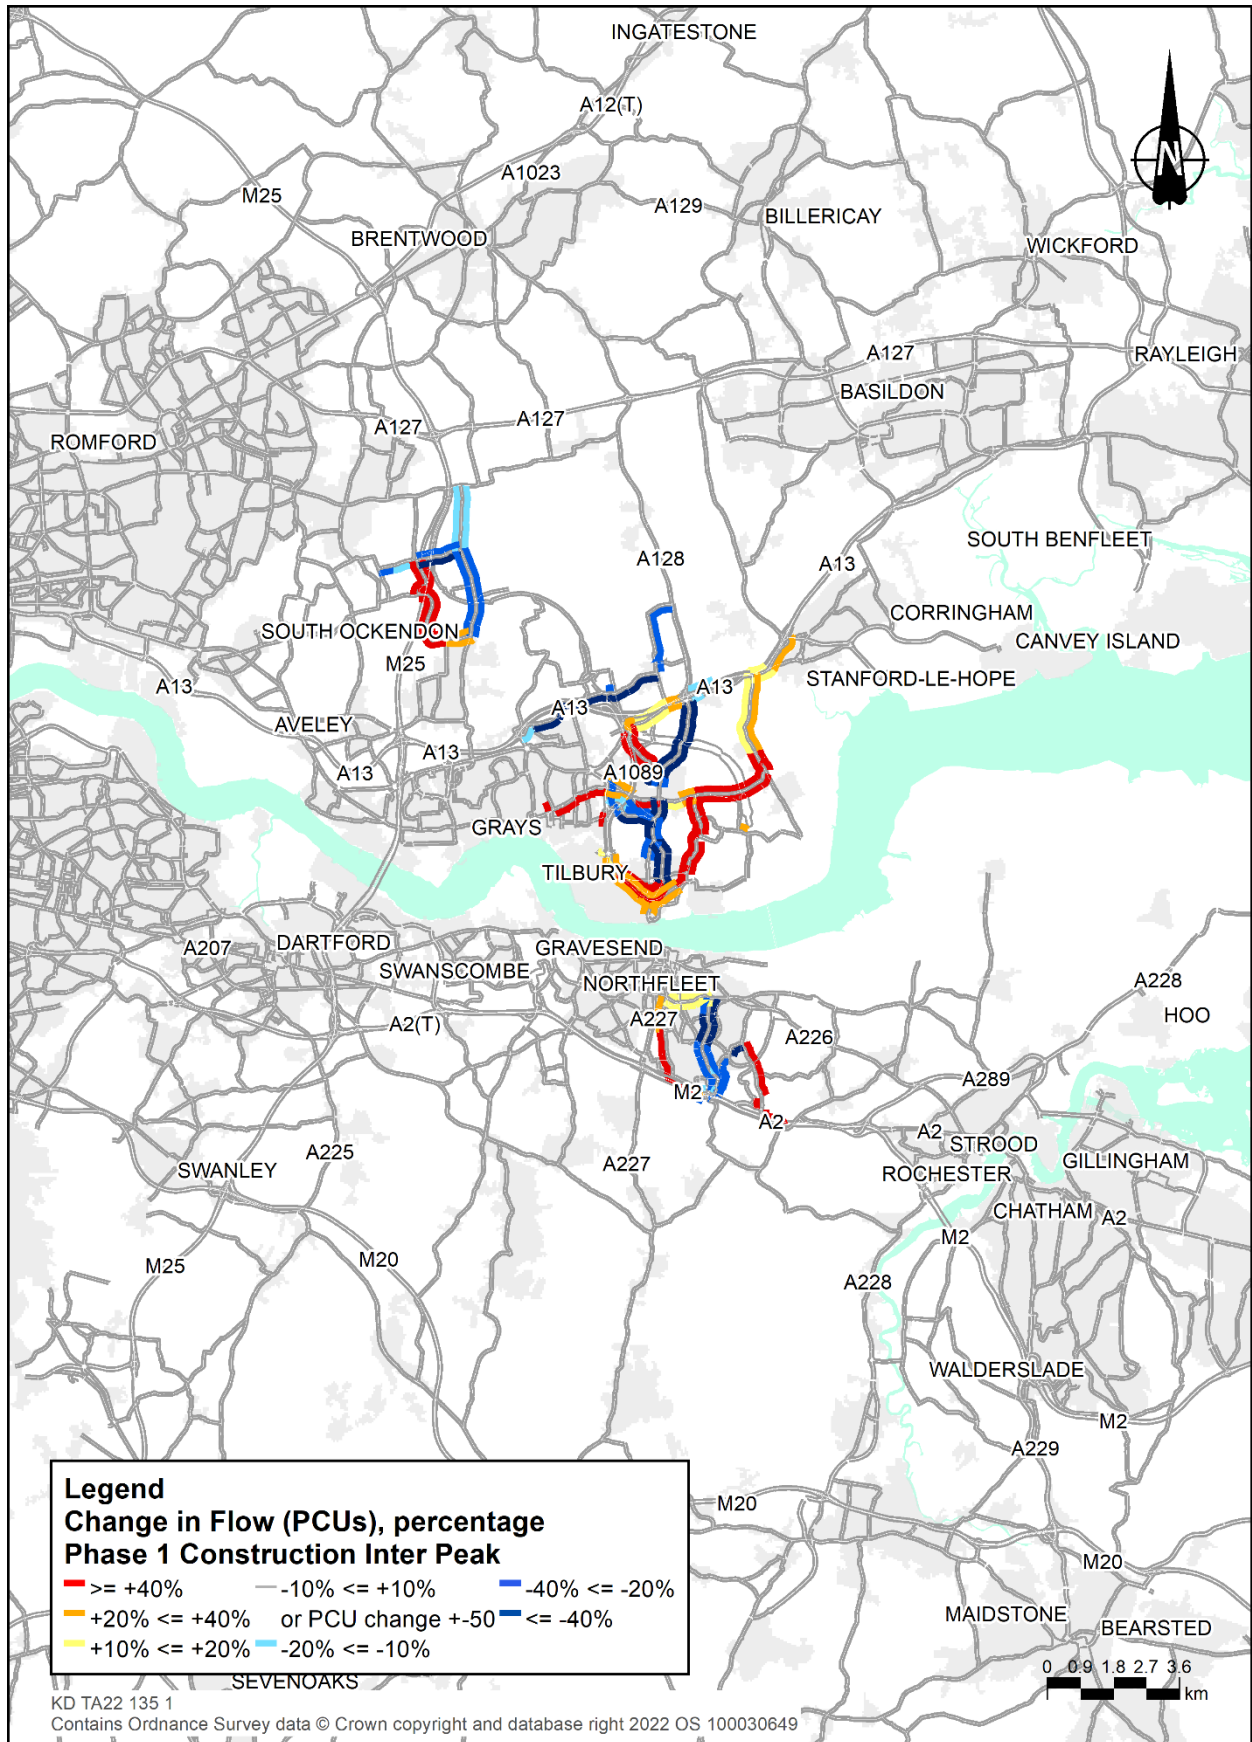 INGATESTONE
A12(T)
A1023
M25
A129
BILLERICAY
N
BRENTWOOD
WICKFORD
A127
RAYLEIGH
BASILDON
A127
A127
ROMFORD
SOUTH BENFLEET
A128
A13
CORRINGHAM
SOUTH OCKENDON
CANVEY ISLAND
M25
STANFORD-LE-HOPE
A13
A13
A13
AVELEY
A13
A13
A1089
GRAYS
TILBURY
A207
DARTFORD
GRAVESEND
SWANSCOMBE
NORTHFLEET
A228
HOO
A2(T)
A227
A226
A289
M2
A2
A2
STROOD
A225
A227
SWANLEY
ROCHESTER
GILLINGHAM
CHATHAM
A2
M2
M25
M20
A228
WALDERSLADE
M2
A229
M20
M20
MAIDSTONE
BEARSTED
Legend
Change in Flow (PCUs), percentage
Phase 1 Construction Inter Peak
>= +40%
-10% <= +10%
-40% <= -20%
+20% <= +40%
or PCU change +-50
<= -40%
+10% <= +20%
-20% <= -10%
SEVENOAKS
0 0.9 1.8 2.7 3.6
km
KD TA22 135 1
Contains Ordnance Survey data © Crown copyright and database right 2022 OS 100030649